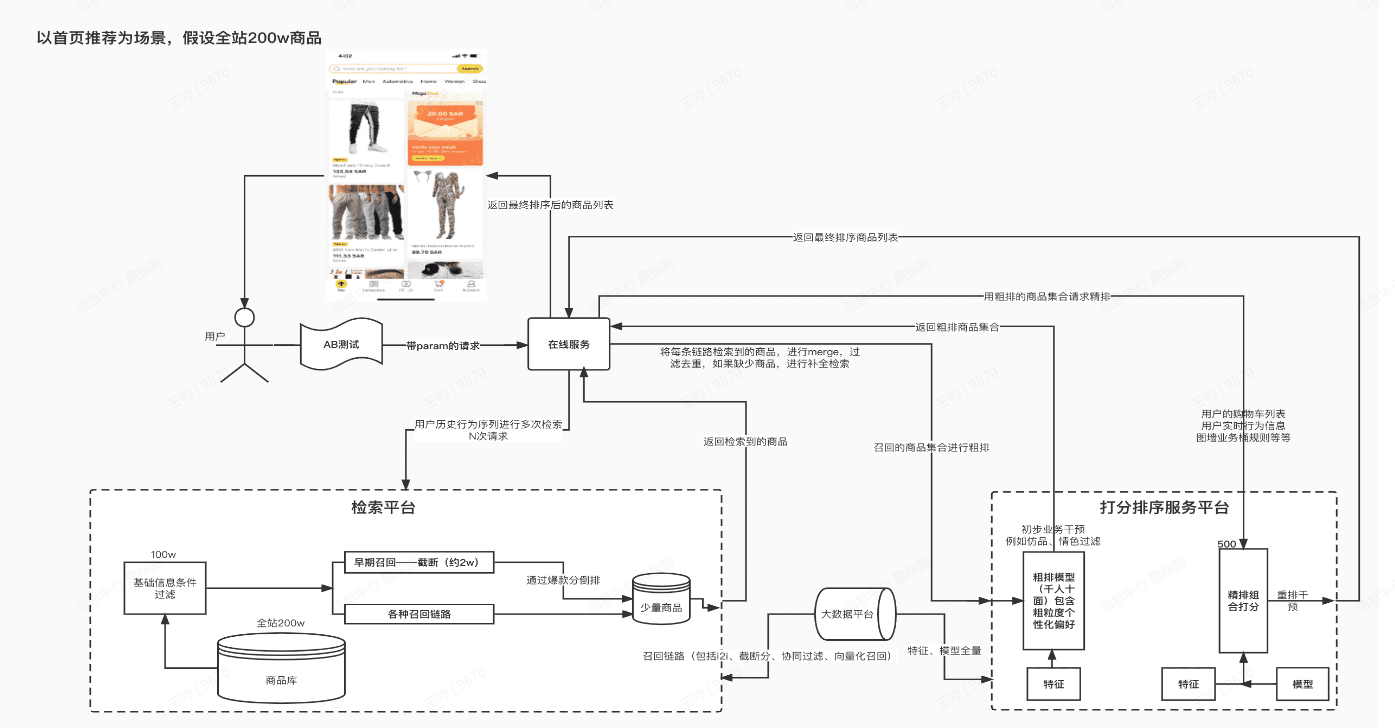 以首页推荐为场景，假设全站200w商品
4:02
Search
Popular Men Automotive Home Women Shoe
Mega Deal
20.00 SAR
Verify your email
133.54 SAR
111.33 SAR
89.70 SAR
返回最终排序后的商品列表
返回最终排序商品列表
用粗排的商品集合请求精排
返回粗排商品集合
用户
AB测试
带param的请求
在线服务
将每条链路检索到的商品，进行merge，过
滤去重，如果缺少商品，进行补全检索
用户历史行为序列进行多次检索
N次请求
返回检索到的商品
召回的商品集合进行粗排
用户的购物车列表
用户实时行为信息
图墙业务桶规则等等
检索平台
100w
基础信息条件
过滤
早期召回——截断（约2w）
各种召回链路
通过爆款分倒排
少量商品
全站200w
商品库
大数据平台
召回链路（包括i2i、截断分、协同过滤、向量化召回）
特征、模型全量
打分排序服务平台
初步业务干预
例如仿品、情色过滤
粗排模型
（千人十
面）包含
粗粒度个
性化偏好
特征
500
精排组
合打分
重排干
预
特征
模型
王帅 | 9870